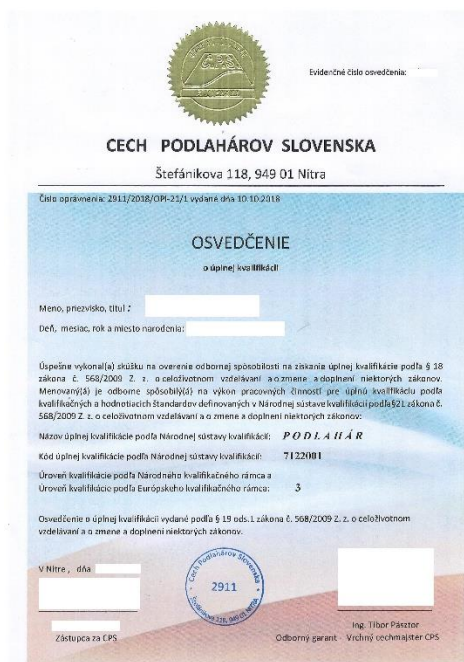 Evidenčné číslo osvedčenia:
CECH PODLAHÁROV SLOVENSKA
Štefánikova 118, 949 01 Nitra
Číslo oprávnenia: 2911/2018/OPI-21/1 vydané dňa 10.10.2018
OSVEDČENIE
o úplnej kvalifikácii
Meno, priezvisko, titul :
Deň, mesiac, rok a miesto narodenia:
Úspešne vykonal(a) skúšku na overenie odbornej spôsobilosti na získanie úplnej kvalifikácie podľa § 18
zákona č. 568/2009 Z. z. o celoživotnom vzdelávaní a o zmene a doplnení niektorých zákonov.
Menovaný(á) je odborne spôsobilý(á) na výkon pracovných činností pre úplnú kvalifikáciu podľa
kvalifikačných a hodnotiacich štandardov definovaných v Národnej sústave kvalifikácií podľa §21 zákona č.
568/2009 Z. z. o celoživotnom vzdelávaní a o zmene a doplnení niektorých zákonov:
Názov úplnej kvalifikácie podľa Národnej sústavy kvalifikácií: PODLAHÁR
Kód úplnej kvalifikácie podľa Národnej sústavy kvalifikácií: 7122001
Úroveň kvalifikácie podľa Národného kvalifikačného rámca a
Úroveň kvalifikácie podľa Európskeho kvalifikačného rámca: 3
Osvedčenie o úplnej kvalifikácii vydané podľa § 19 ods.1 zákona č. 568/2009 Z. z. o celoživotnom
vzdelávaní a o zmene a doplnení niektorých zákonov.
V Nitre , dňa
Cech Podlahárov Slovenska
2911
Štefánikova 118, 949 01 NITRA
Zástupca za CPS
Ing. Tibor Pásztor
Odborný garant - Vrchný cechmajster CPS